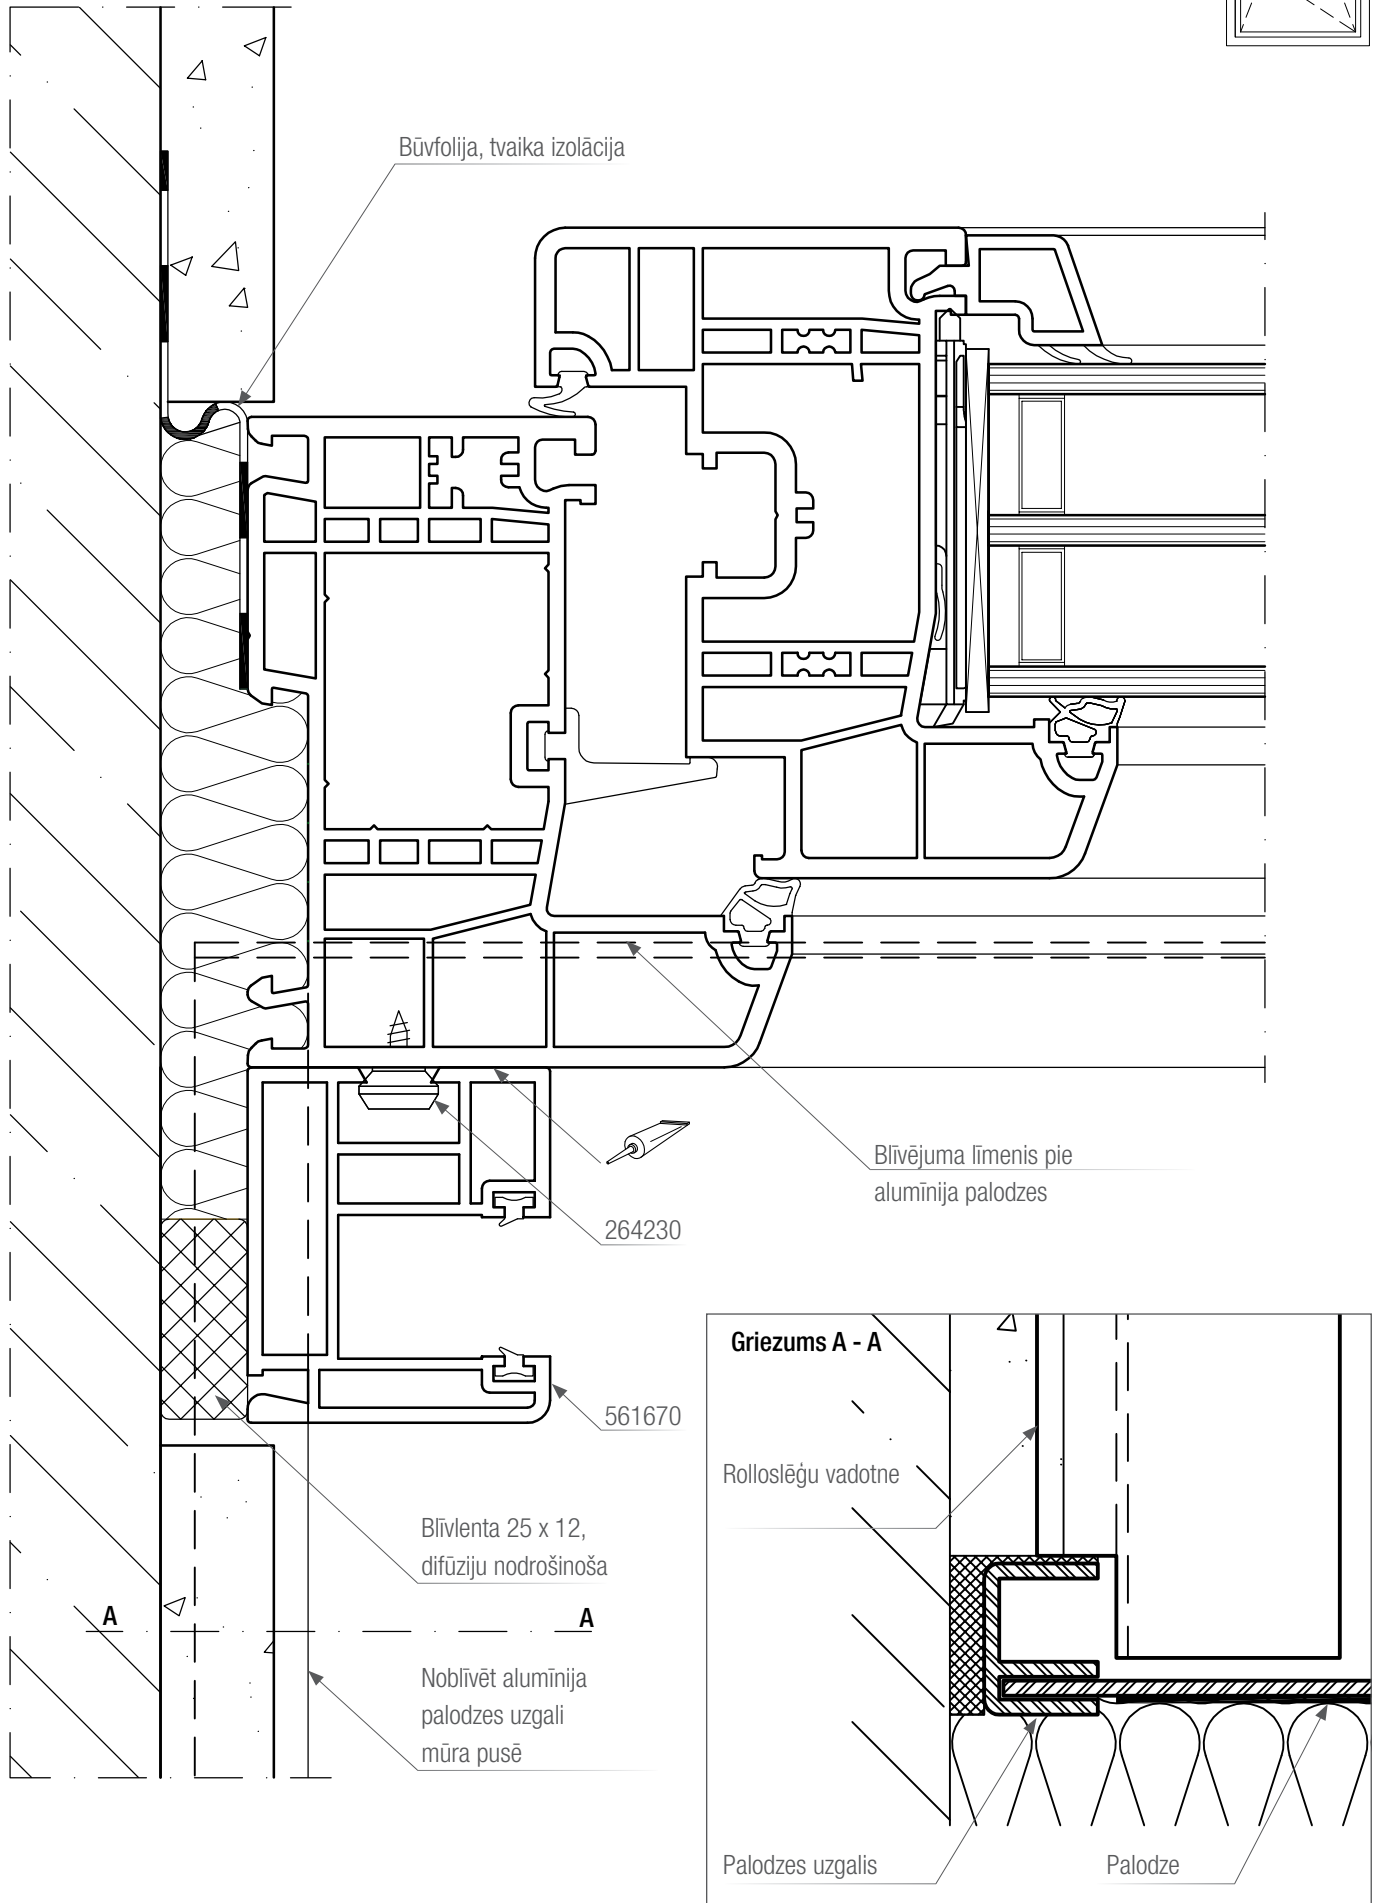 Būvfolija, tvaika izolācija
Blīvējuma līmenis pie
alumīnija palodzes
264230
561670
Blīvlenta 25 x 12,
difūziju nodrošinoša
A
A
Noblīvēt alumīnija
palodzes uzgali
mūra pusē
Griezums A - A
Rolloslēģu vadotne
Palodzes uzgalis
Palodze